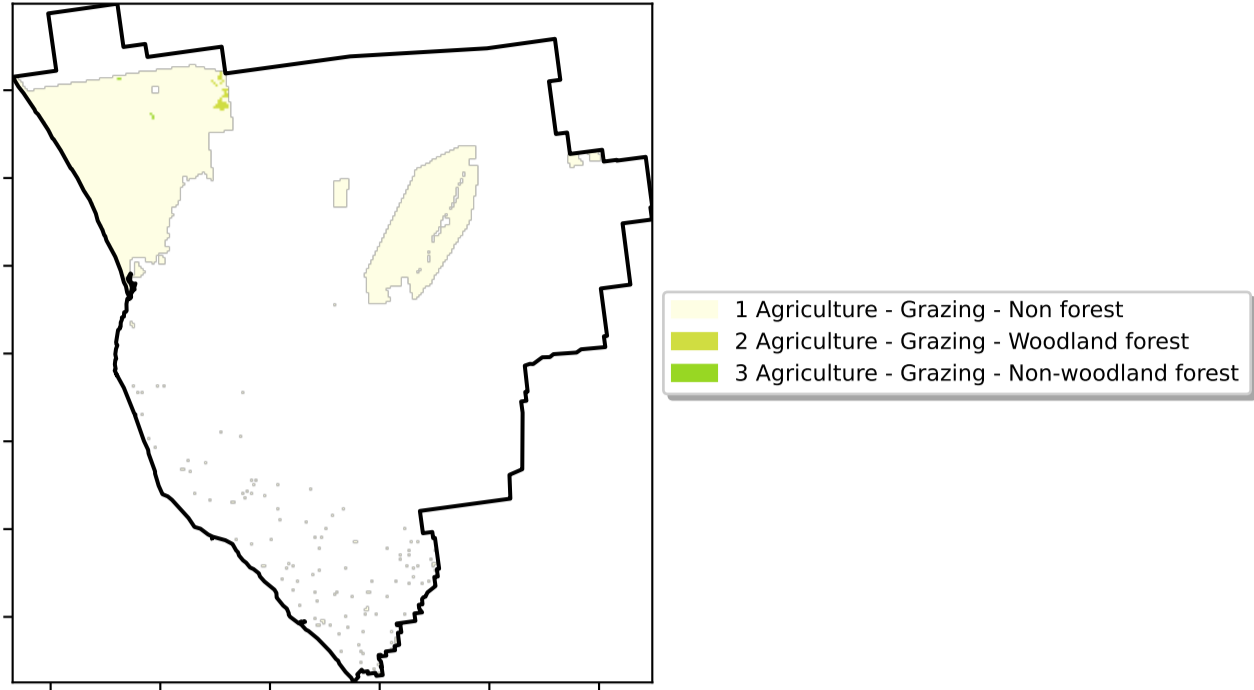 1 Agriculture - Grazing - Non forest
2 Agriculture - Grazing - Woodland forest
3 Agriculture - Grazing - Non-woodland forest